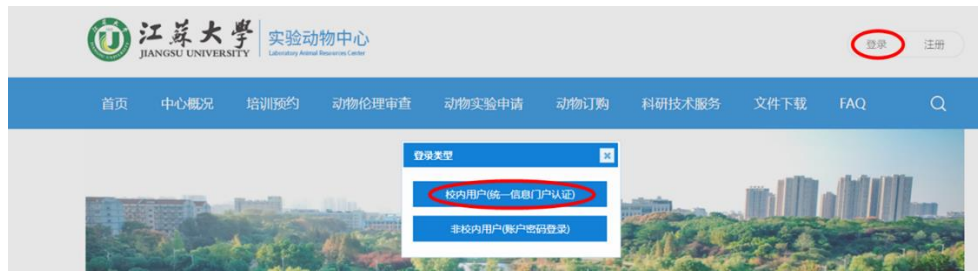 江苏大学
JIANGSU UNIVERSITY
实验动物中心
Laboratory Animal Resources Center
登录
注册
首页 中心概况 培训预约 动物伦理审查 动物实验申请 动物订购 科研技术服务 文件下载 FAQ
登录类型
校内用户(统一信息门户认证)
非校内用户(账户密码登录)